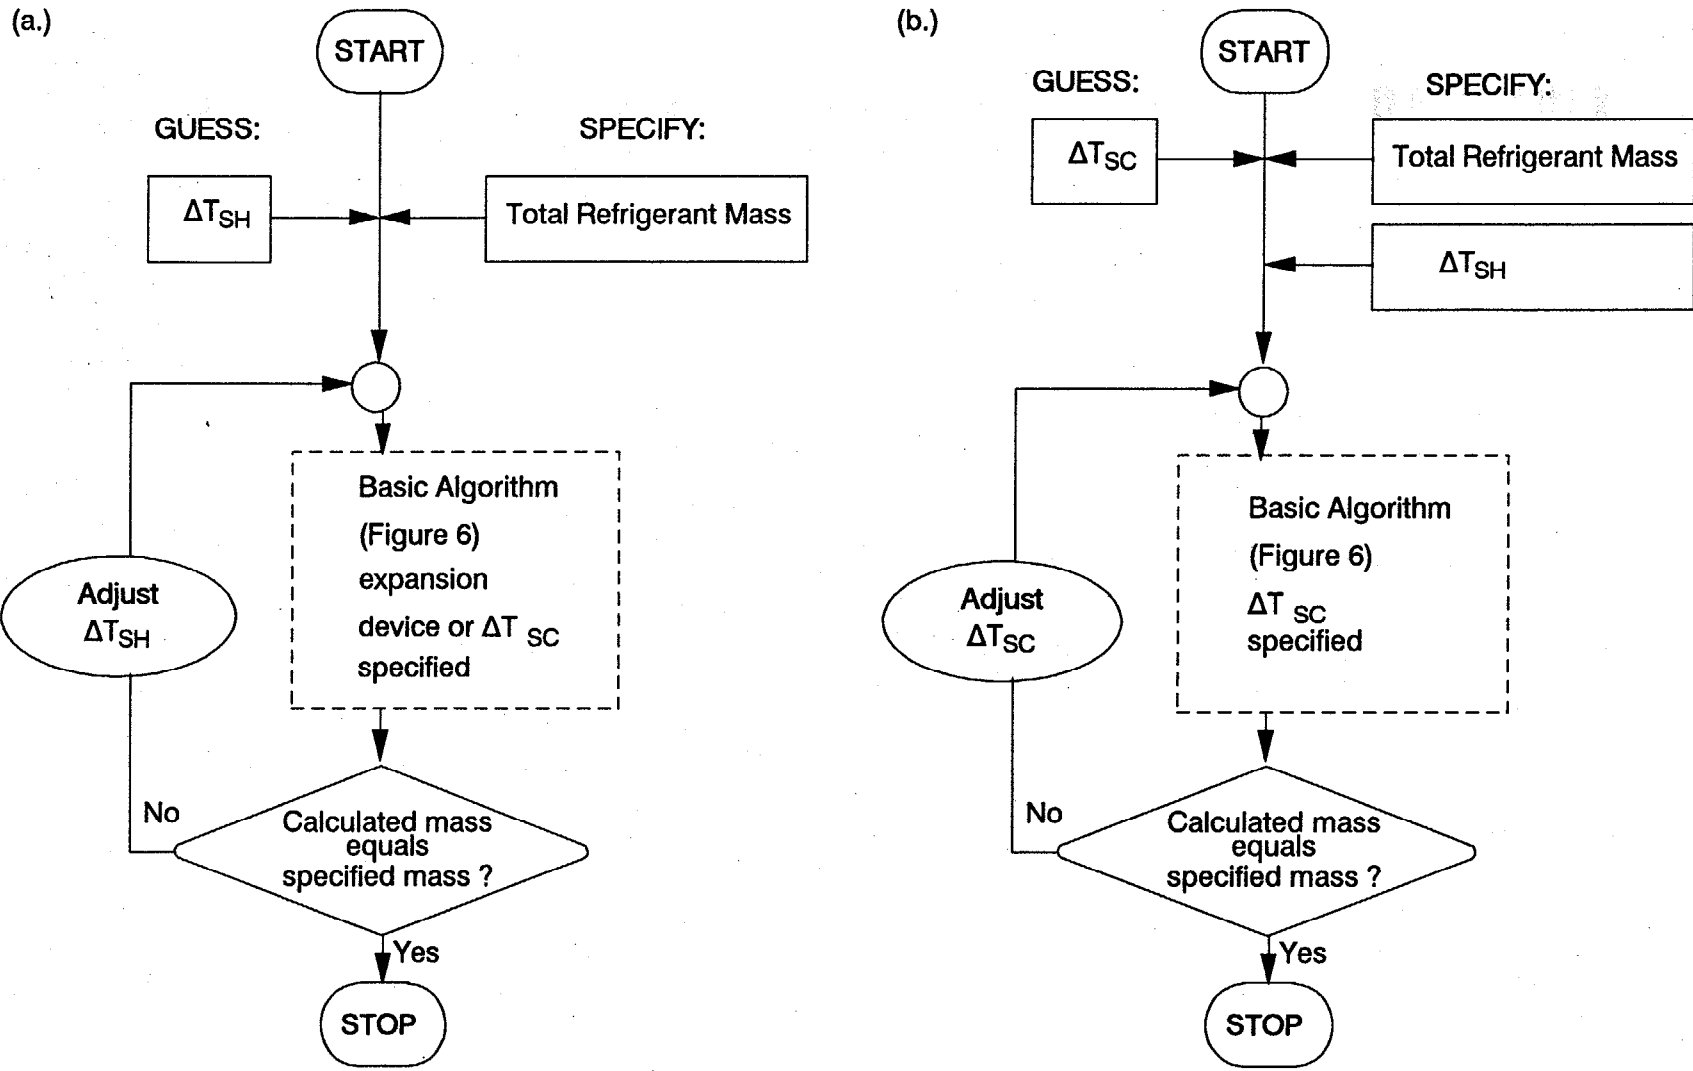 (a.)
START
GUESS:
SPECIFY:
ΔTSH
Total Refrigerant Mass
Basic Algorithm
(Figure 6)
expansion
device or ΔT SC
specified
Adjust
ΔTSH
No
Calculated mass
equals
specified mass ?
Yes
STOP
(b.)
START
GUESS:
SPECIFY:
ΔTSC
Total Refrigerant Mass
ΔTSH
Basic Algorithm
(Figure 6)
ΔT SC
specified
Adjust
ΔTSC
No
Calculated mass
equals
specified mass ?
Yes
STOP